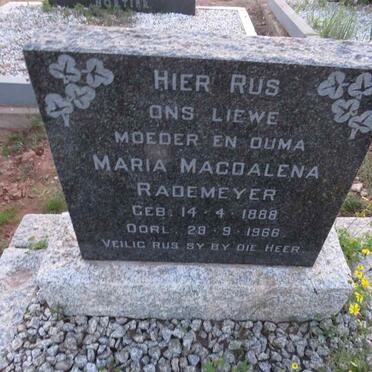 HIER RUS
ONS LIEWE
MOEDER EN OUMA
MARIA MAGDALENA
RADEMEYER
GEB. 14-4-1888
OORL. 28-9-1966
VEILIG RUS SY BY DIE HEER.